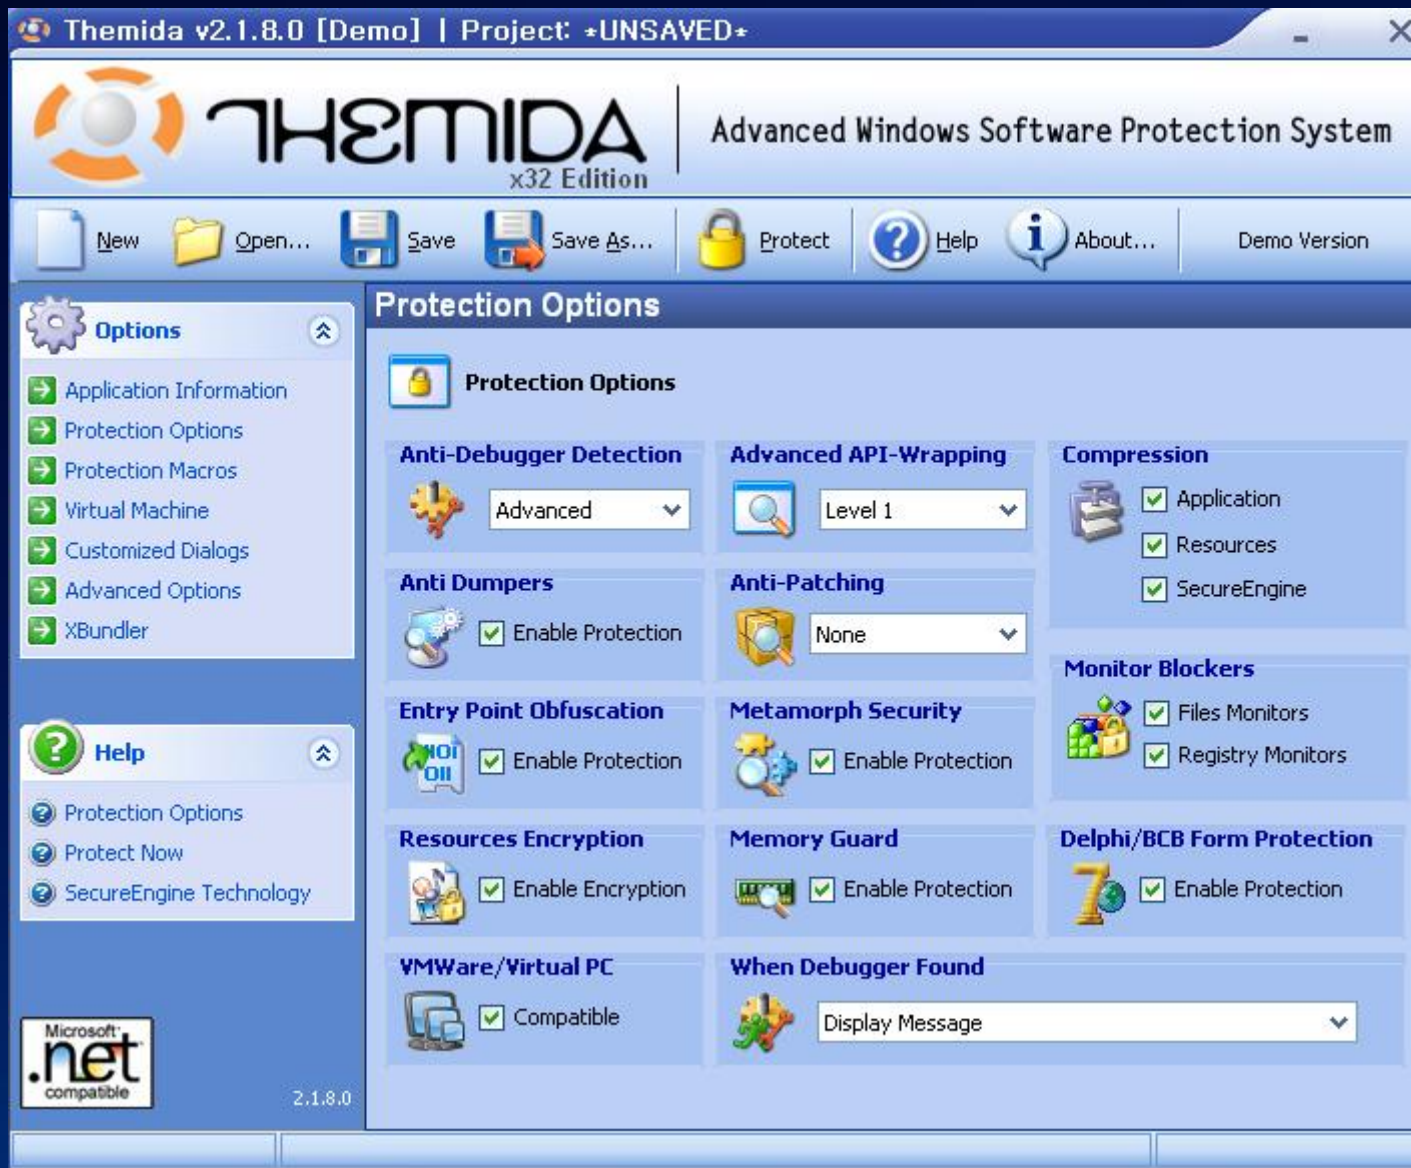 Themida v2.1.8.0 [Demo] | Project: *UNSAVED*
THEMIDA
x32 Edition
Advanced Windows Software Protection System
New Open... Save Save As... Protect Help About... Demo Version
Options
Application Information
Protection Options
Protection Macros
Virtual Machine
Customized Dialogs
Advanced Options
XBundler
Help
Protection Options
Protect Now
SecureEngine Technology
Microsoft
.net
compatible
2.1.8.0
Protection Options
Protection Options
Anti-Debugger Detection
Advanced
Advanced API-Wrapping
Level 1
Compression
Application
Resources
SecureEngine
Anti Dumpers
Enable Protection
Anti-Patching
None
Monitor Blockers
Files Monitors
Registry Monitors
Entry Point Obfuscation
Enable Protection
Metamorph Security
Enable Protection
Resources Encryption
Enable Encryption
Memory Guard
Enable Protection
Delphi/BCB Form Protection
Enable Protection
VMWare/Virtual PC
Compatible
When Debugger Found
Display Message